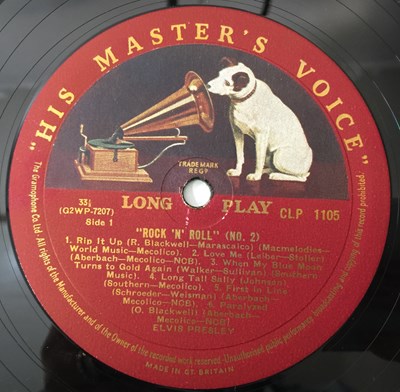 "HIS MASTER'S VOICE"
TRADE MARK
REGD
33⅓
(G2WP-7207)
Side 1
LONG PLAY
CLP 1105
"ROCK 'N' ROLL" (NO. 2)
1. Rip It Up (R. Blackwell-Marascalco) (Macmelodies-
World Music-Mecolico) 2. Love Me (Leiber-Stoller)
(Aberbach-Mecolico-NCB). 3. When My Blue Moon
Turns to Gold Again (Walker-Sullivan) (Southern
Music). 4. Long Tall Sally (Johnson)
(Southern-Mecolico). 5. First in Line
(Schroeder-Weisman) (Aberbach-
Mecolico-NCB) 6. Paralyzed
(O. Blackwell) (Aberbach-
Mecolico-NCB)
ELVIS PRESLEY
The Gramophone Co. Ltd. All rights of the Manufacturer and of the Owner of the recorded work reserved. Unauthorised public performance, broadcasting and copying of this record prohibited.
MADE IN GT. BRITAIN